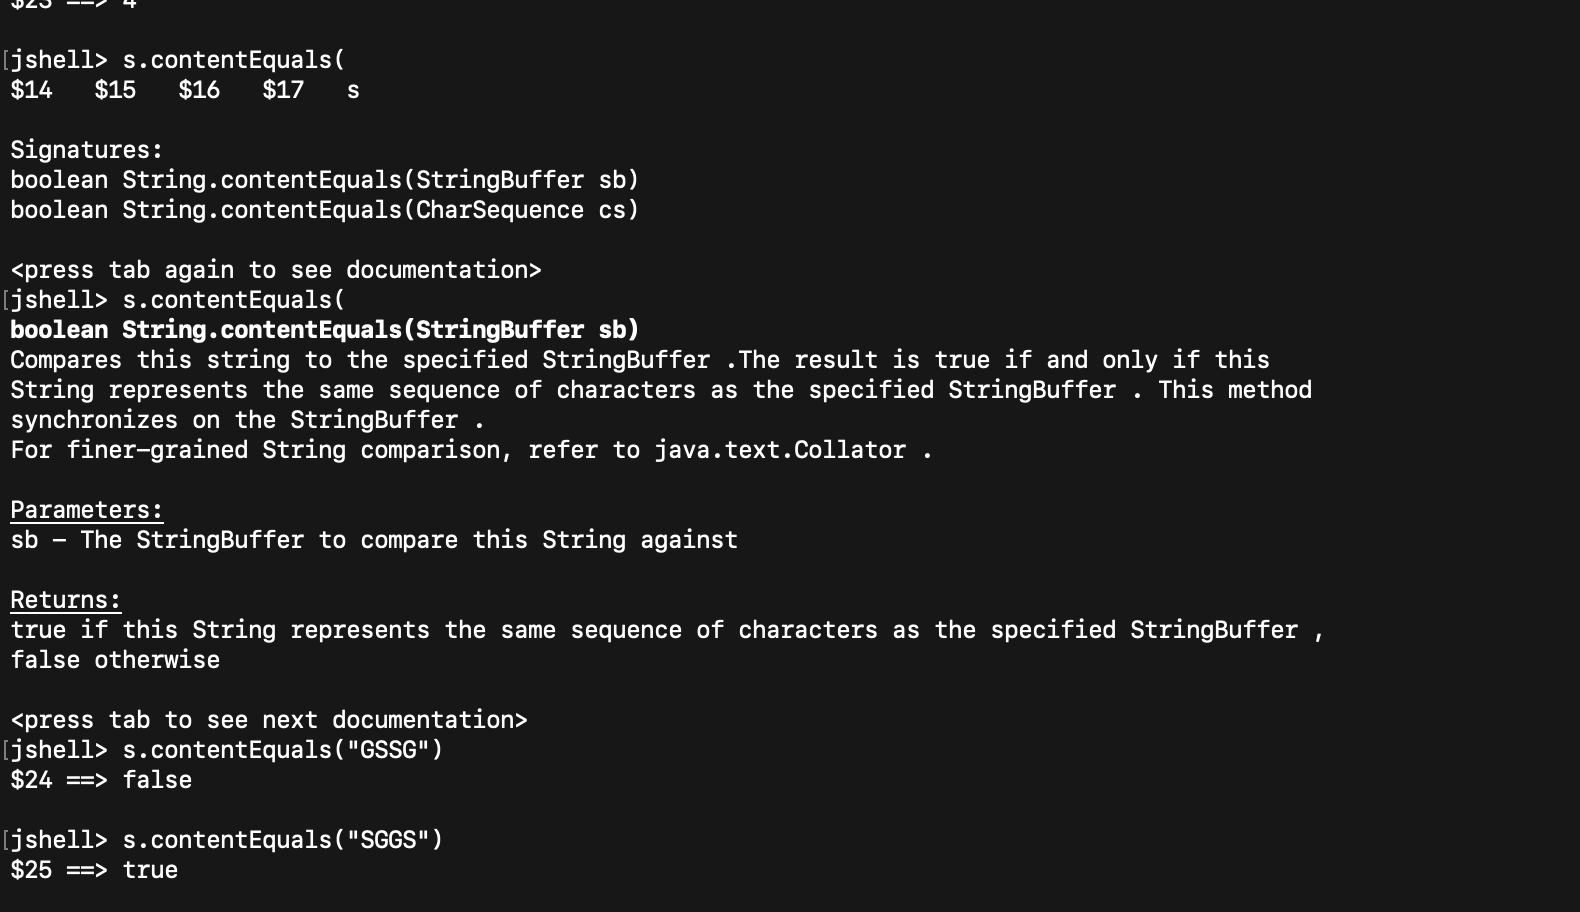 $23 ==> 4
[jshell> s.contentEquals(
$14   $15   $16   $17   s
Signatures:
boolean String.contentEquals(StringBuffer sb)
boolean String.contentEquals(CharSequence cs)
<press tab again to see documentation>
[jshell> s.contentEquals(
boolean String.contentEquals(StringBuffer sb)
Compares this string to the specified StringBuffer .The result is true if and only if this
String represents the same sequence of characters as the specified StringBuffer . This method
synchronizes on the StringBuffer .
For finer-grained String comparison, refer to java.text.Collator .
Parameters:
sb - The StringBuffer to compare this String against
Returns:
true if this String represents the same sequence of characters as the specified StringBuffer ,
false otherwise
<press tab to see next documentation>
[jshell> s.contentEquals("GSSG")
$24 ==> false
[jshell> s.contentEquals("SGGS")
$25 ==> true